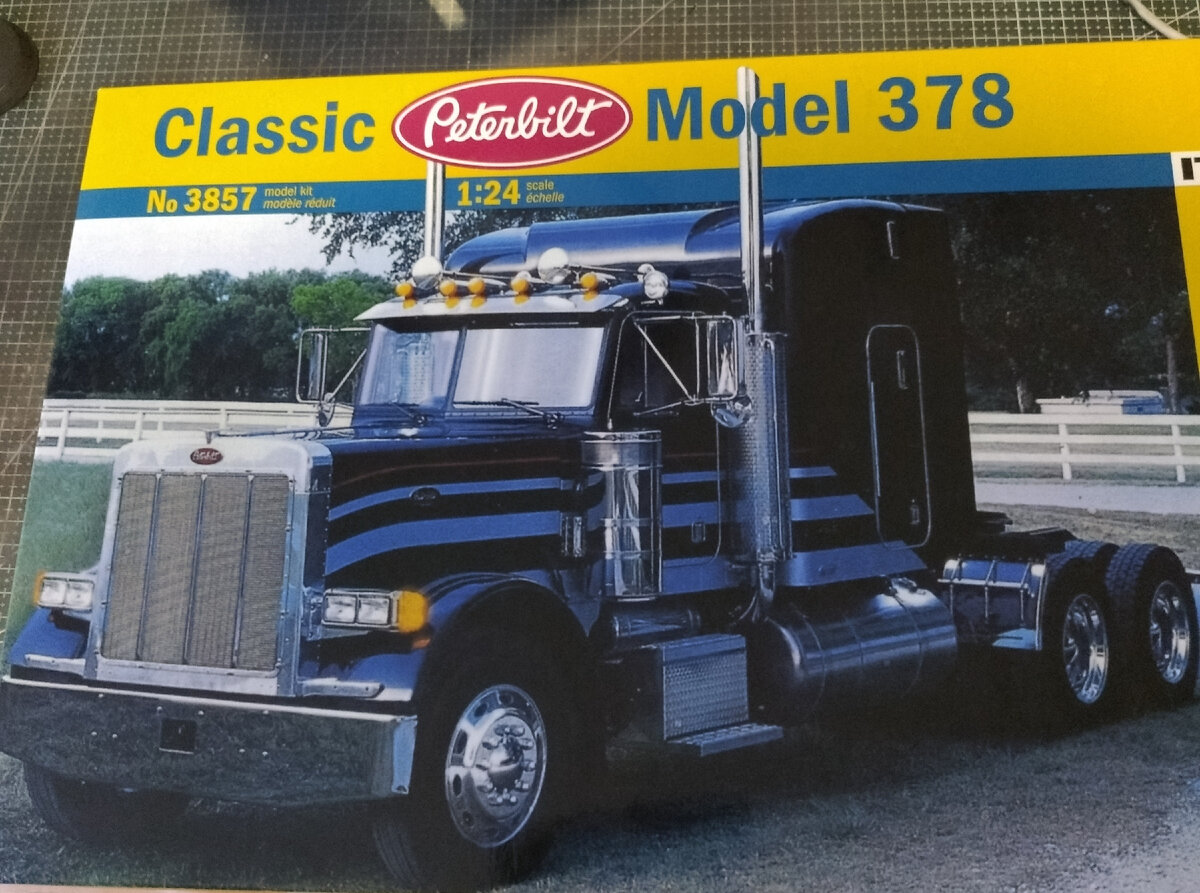 Classic Peterbilt Model 378
No 3857 model kit 1:24 scale
modèle réduit échelle
Peterbilt